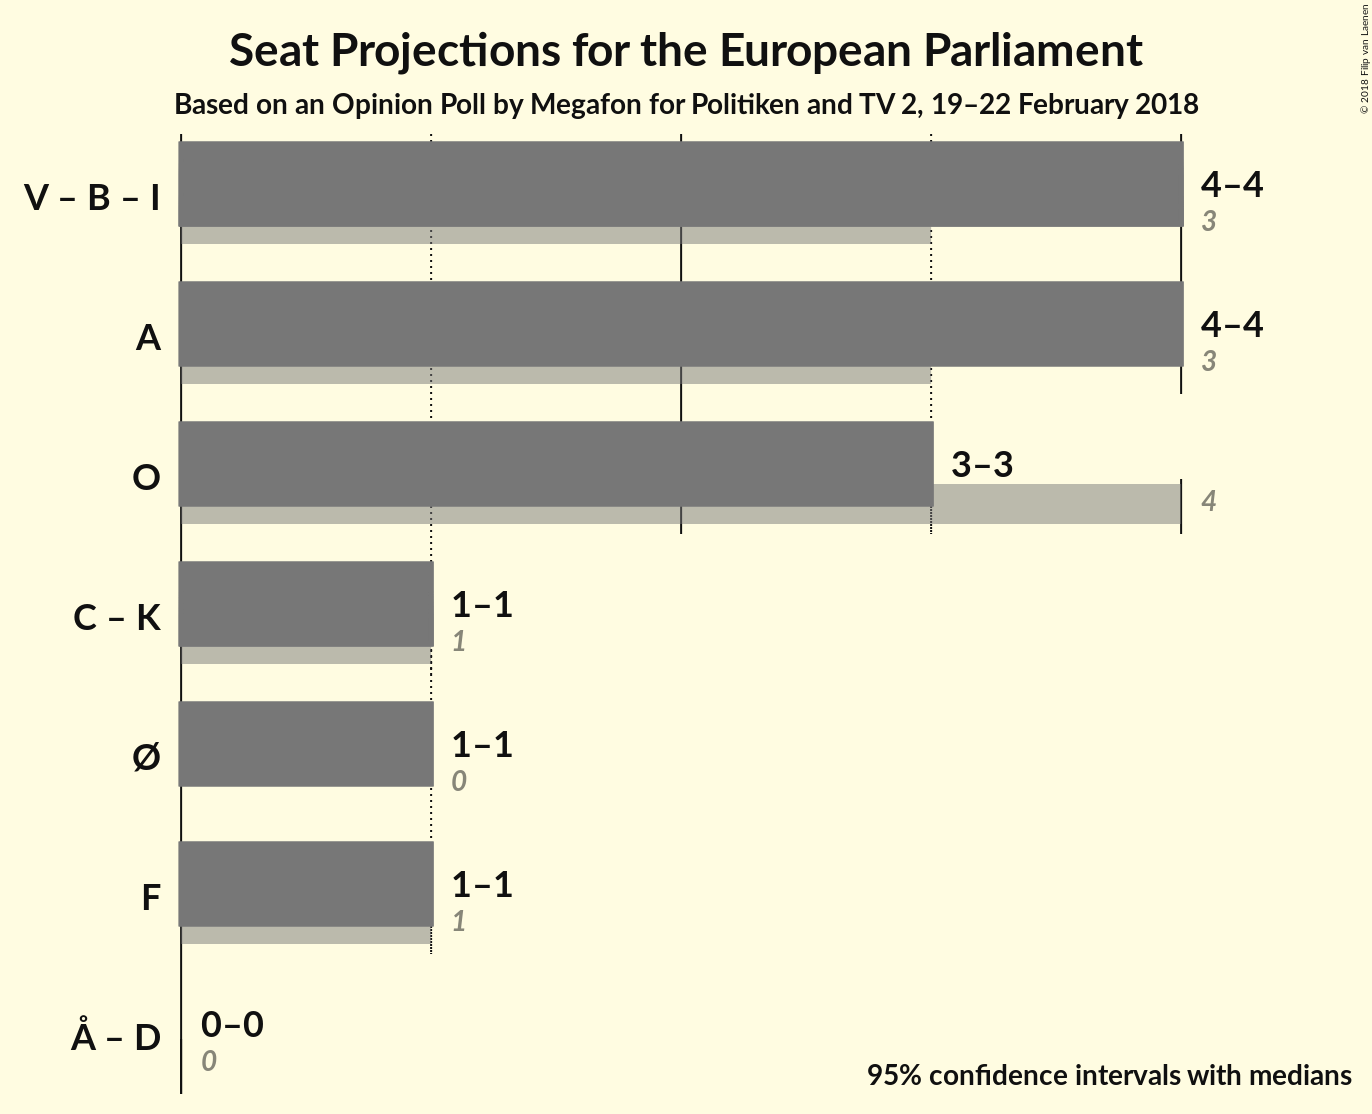 Seat Projections for the European Parliament
Based on an Opinion Poll by Megafon for Politiken and TV 2, 19–22 February 2018
© 2018 Filip van Laenen
V – B – I
4–4
3
A
4–4
3
O
3–3
4
C – K
1–1
1
Ø
1–1
0
F
1–1
1
Å – D
0–0
0
95% confidence intervals with medians